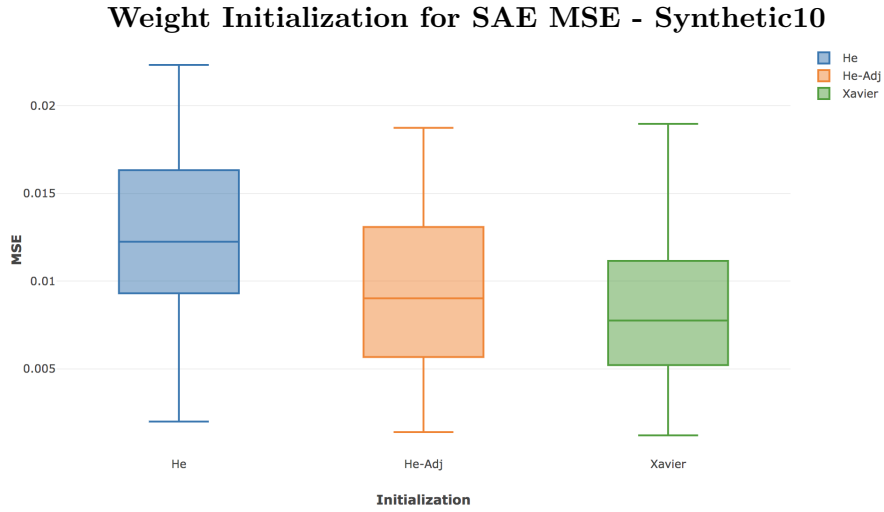 Weight Initialization for SAE MSE - Synthetic10
He
He-Adj
Xavier
0.02
0.015
0.01
0.005
MSE
He
He-Adj
Xavier
Initialization